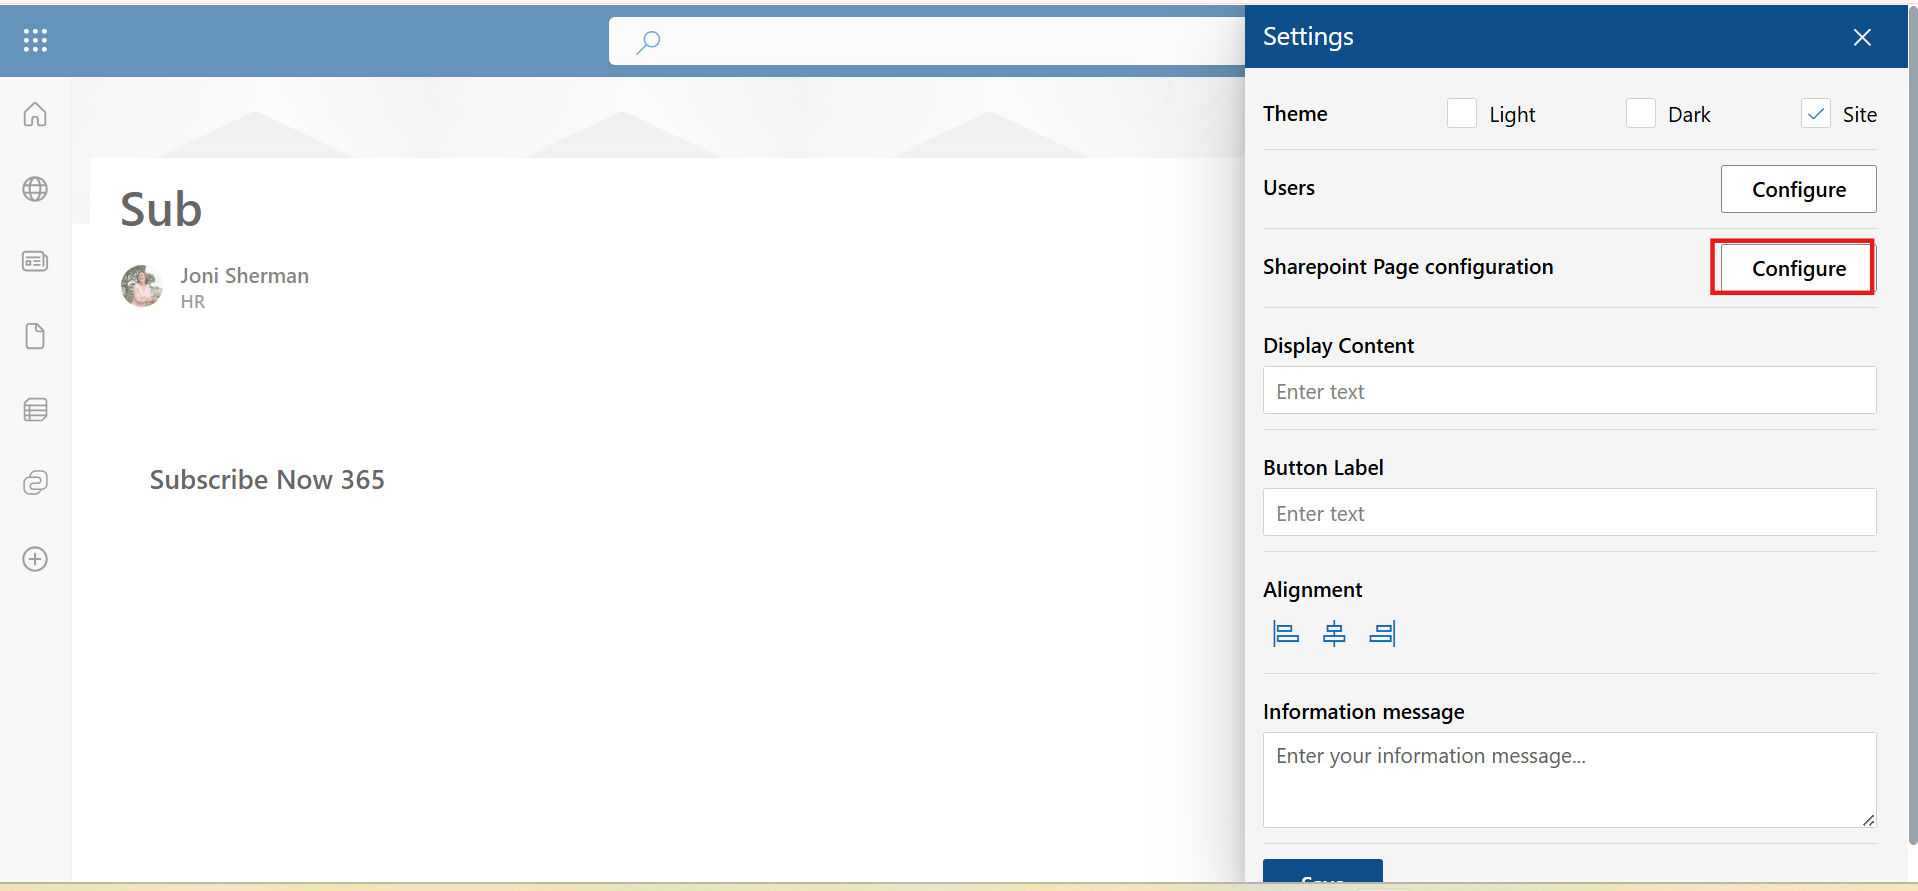 Settings
Theme
Light
Dark
Site
Users
Configure
Sharepoint Page configuration
Configure
Sub
Joni Sherman
HR
Display Content
Enter text
Button Label
Enter text
Subscribe Now 365
Alignment
Information message
Enter your information message...
Save